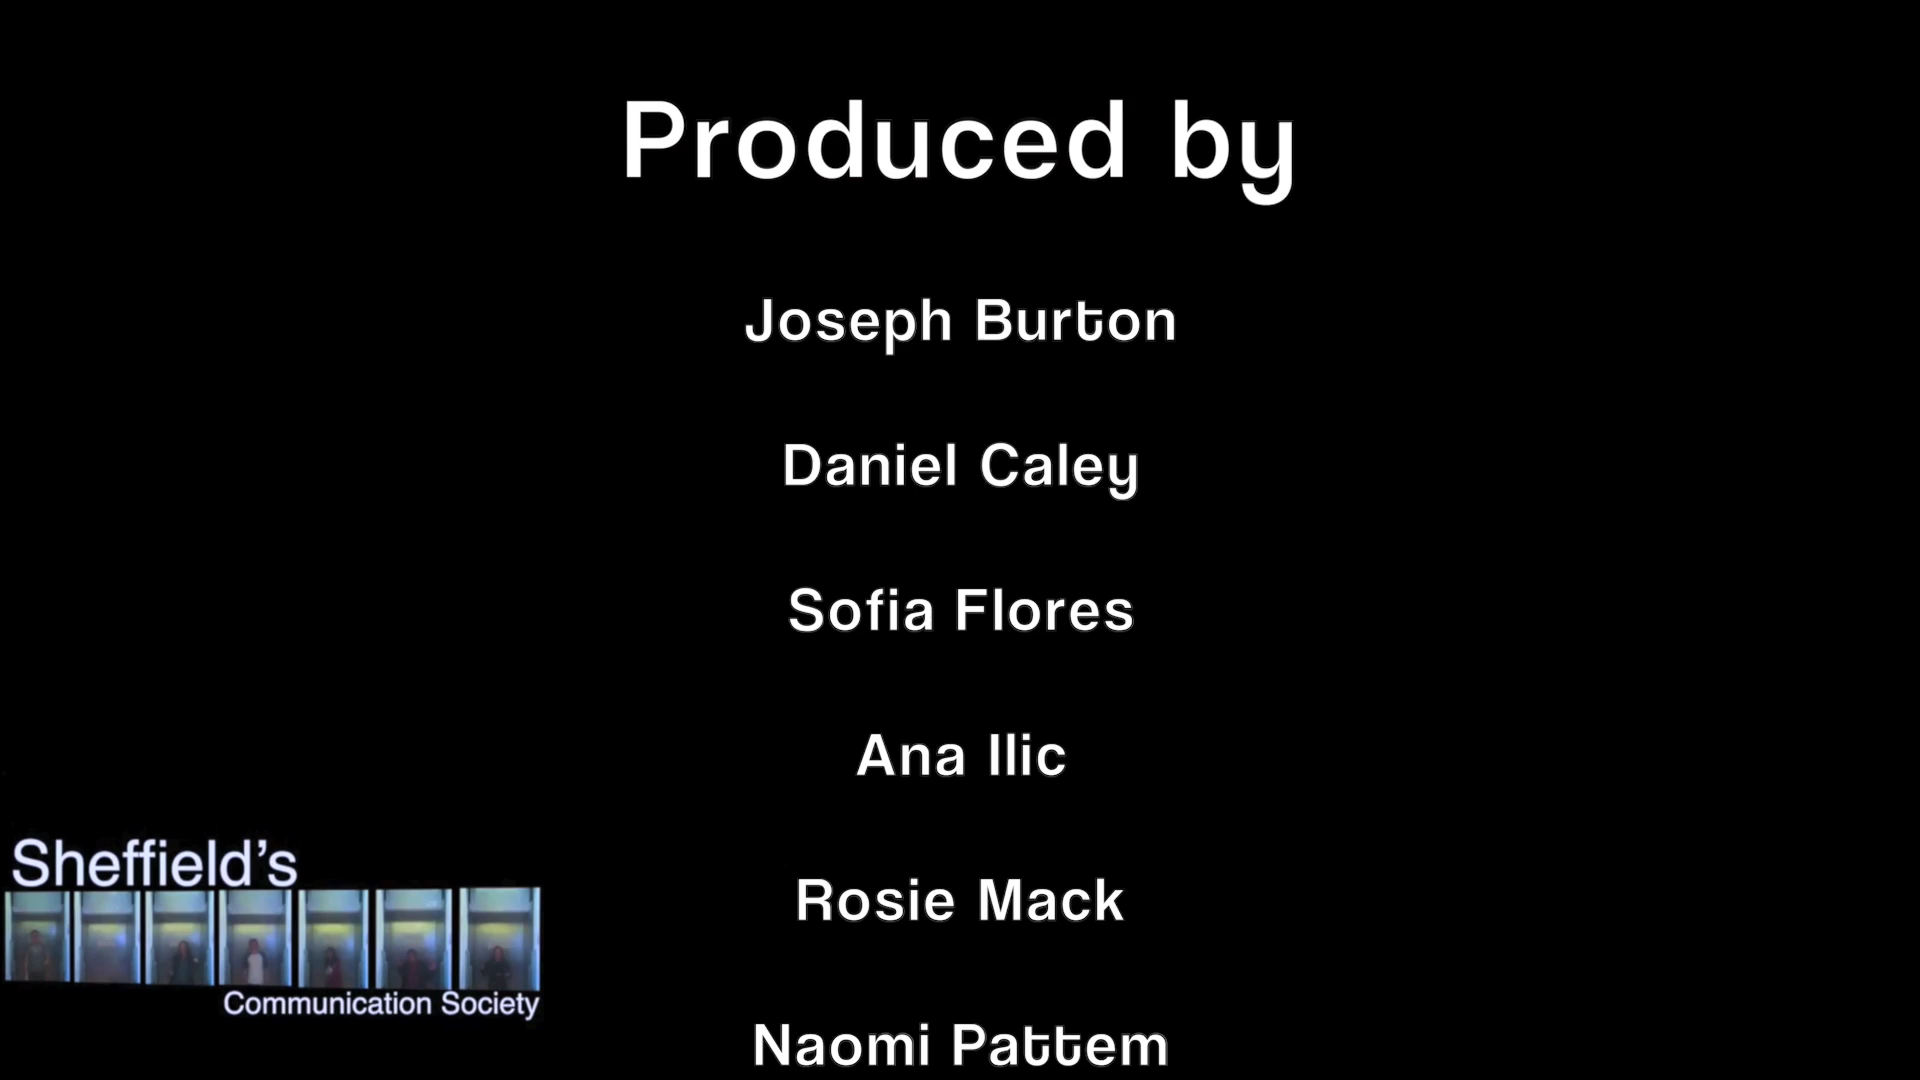 Produced by
Joseph Burton
Daniel Caley
Sofia Flores
Ana Ilic
Rosie Mack
Naomi Pattem
Sheffield's
Communication Society